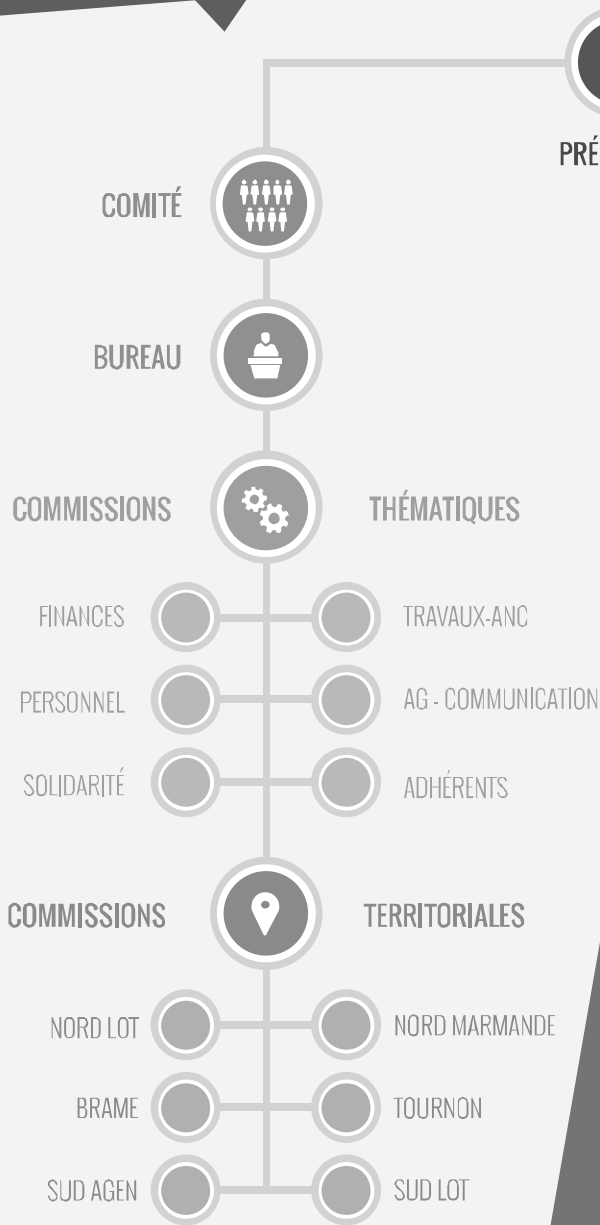 PRÉ
COMITÉ
BUREAU
COMMISSIONS THÉMATIQUES
FINANCES TRAVAUX-ANC
PERSONNEL AG - COMMUNICATION
SOLIDARITÉ ADHÉRENTS
COMMISSIONS TERRITORIALES
NORD LOT NORD MARMANDE
BRAME TOURNON
SUD AGEN SUD LOT